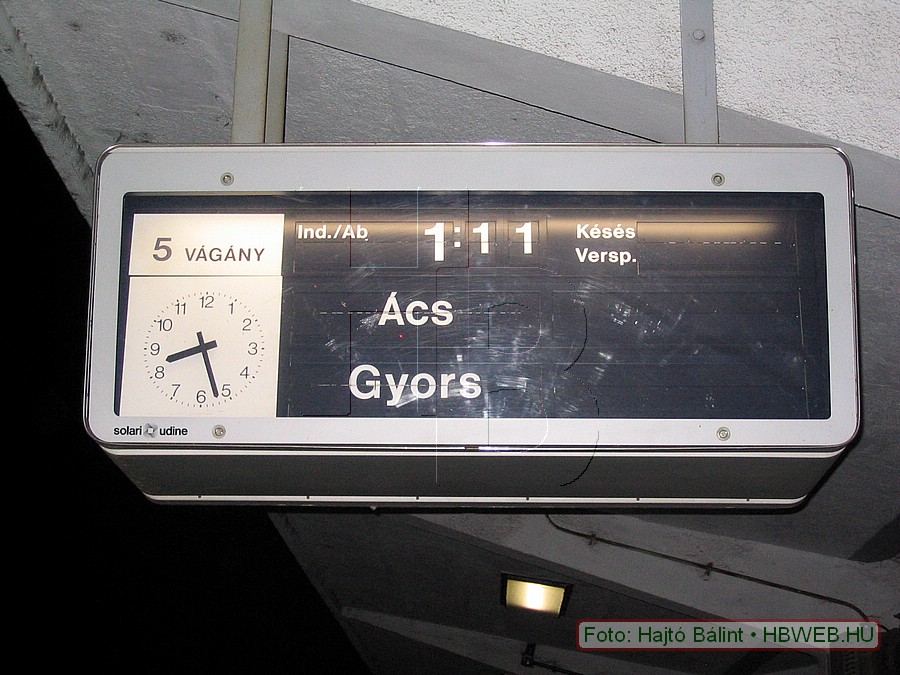 5 VÁGÁNY
Ind./Ab 1:11 Késés
Versp.
Ács
Gyors
12
11 1
10 2
9 3
8 4
7 5
6
solari udine
Foto: Hajtó Bálint • HBWEB.HU